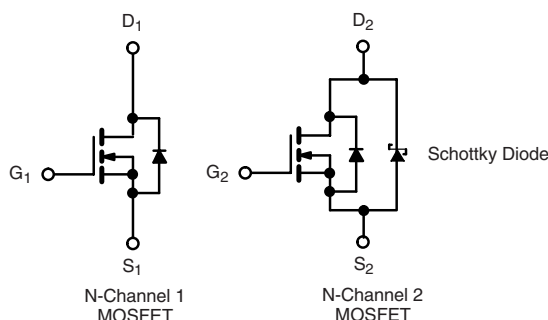 D1
D2
G1
G2
Schottky Diode
S1
S2
N-Channel 1
MOSFET
N-Channel 2
MOSFET